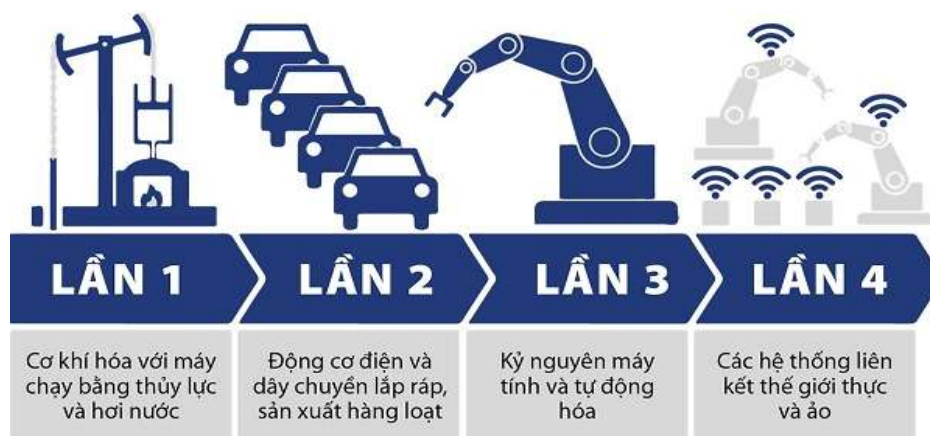 LẦN 1
LẦN 2
LẦN 3
LẦN 4
Cơ khí hóa với máy
chạy bằng thủy lực
và hơi nước
Động cơ điện và
dây chuyền lắp ráp,
sản xuất hàng loạt
Kỷ nguyên máy
tính và tự động
hóa
Các hệ thống liên
kết thế giới thực
và ảo